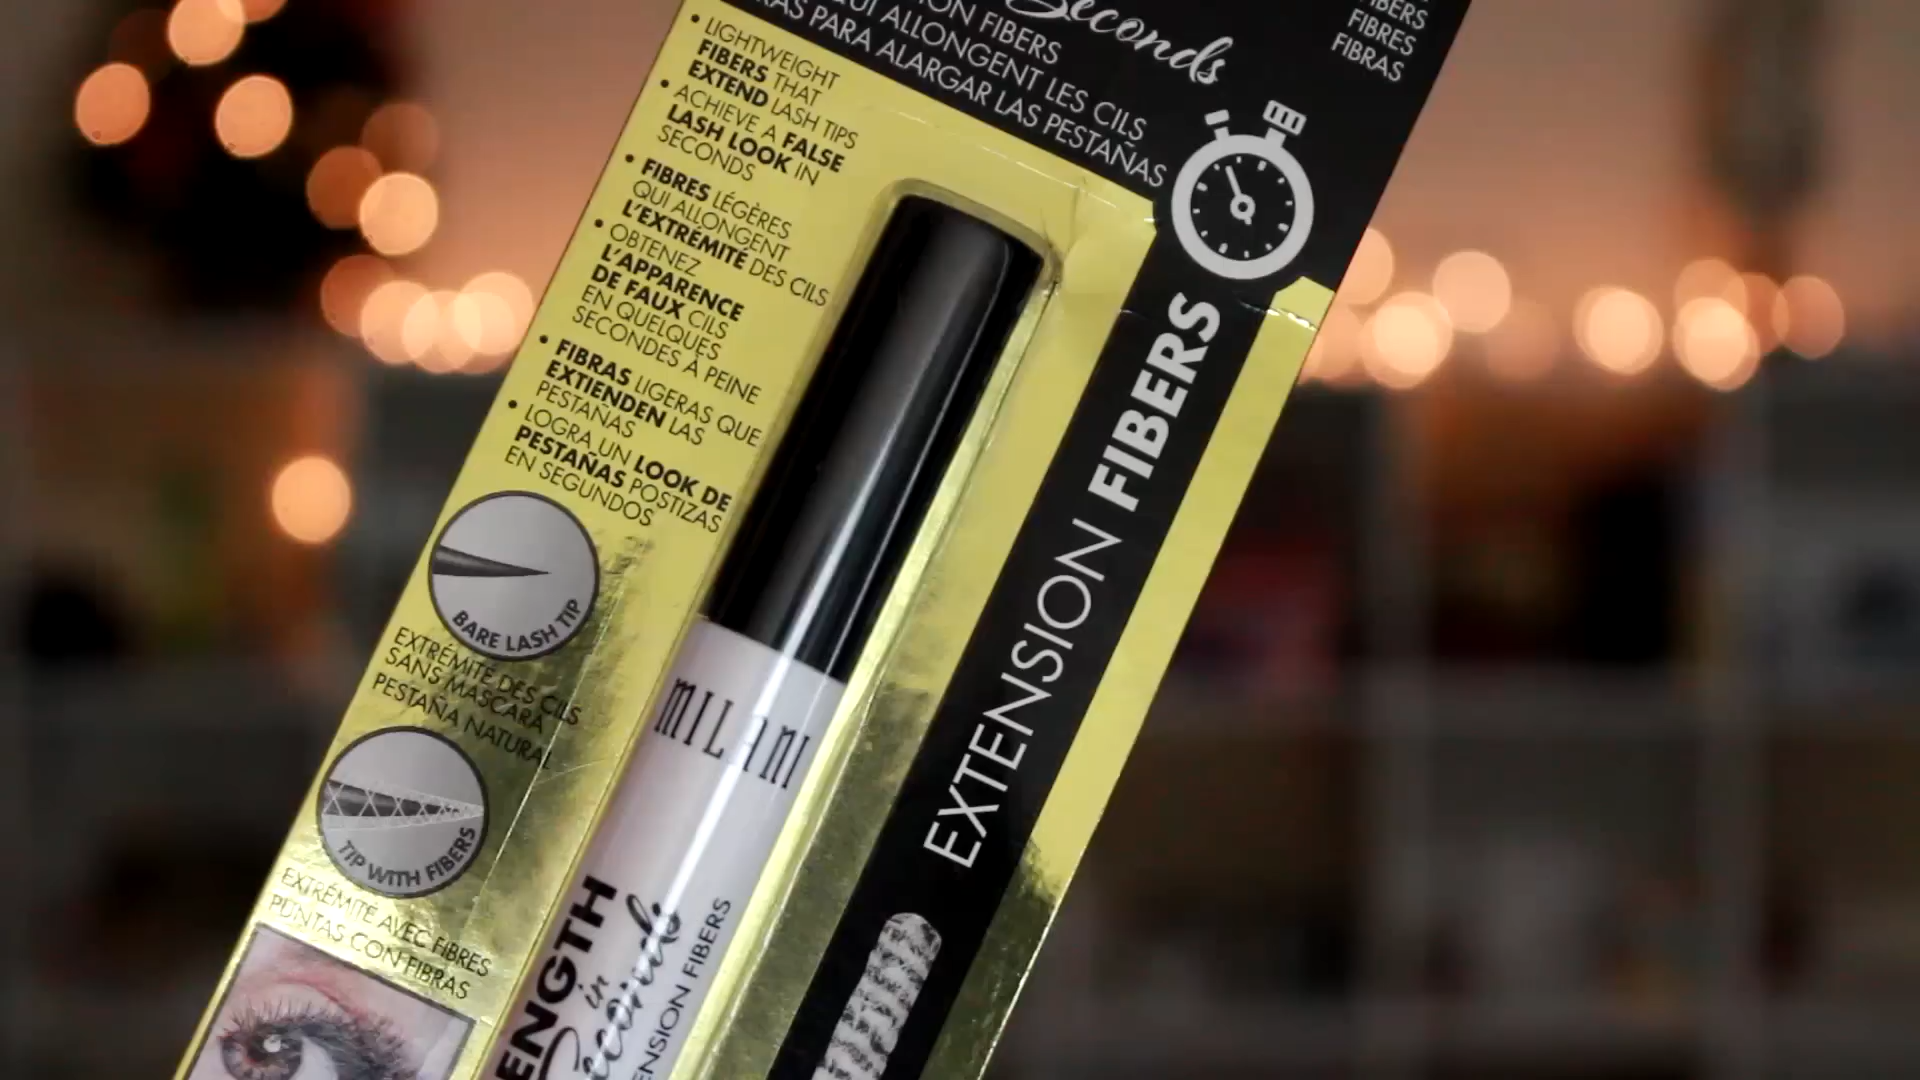 Seconds
ION FIBERS
QUI ALLONGENT LES CILS
PARA ALARGAR LAS PESTAÑAS
FIBERS
FIBRES
FIBRAS
• LIGHTWEIGHT
FIBERS THAT
EXTEND LASH TIPS
• ACHIEVE A FALSE
LASH LOOK IN
SECONDS
• FIBRES LÉGÈRES
QUI ALLONGENT
L'EXTRÉMITÉ DES CILS
• OBTENEZ
L'APPARENCE
DE FAUX CILS
EN QUELQUES
SECONDES À PEINE
• FIBRAS LIGERAS QUE
EXTIENDEN LAS
PESTAÑAS
• LOGRA UN LOOK DE
PESTAÑAS POSTIZAS
EN SEGUNDOS
BARE LASH TIP
EXTRÉMITÉ DES CILS
SANS MASCARA
PESTAÑA NATURAL
TIP WITH FIBERS
EXTRÉMITÉ AVEC FIBRES
PUNTAS CON FIBRAS
MILANI
ENGTH
in
Seconds
ENSION FIBERS
EXTENSION FIBERS